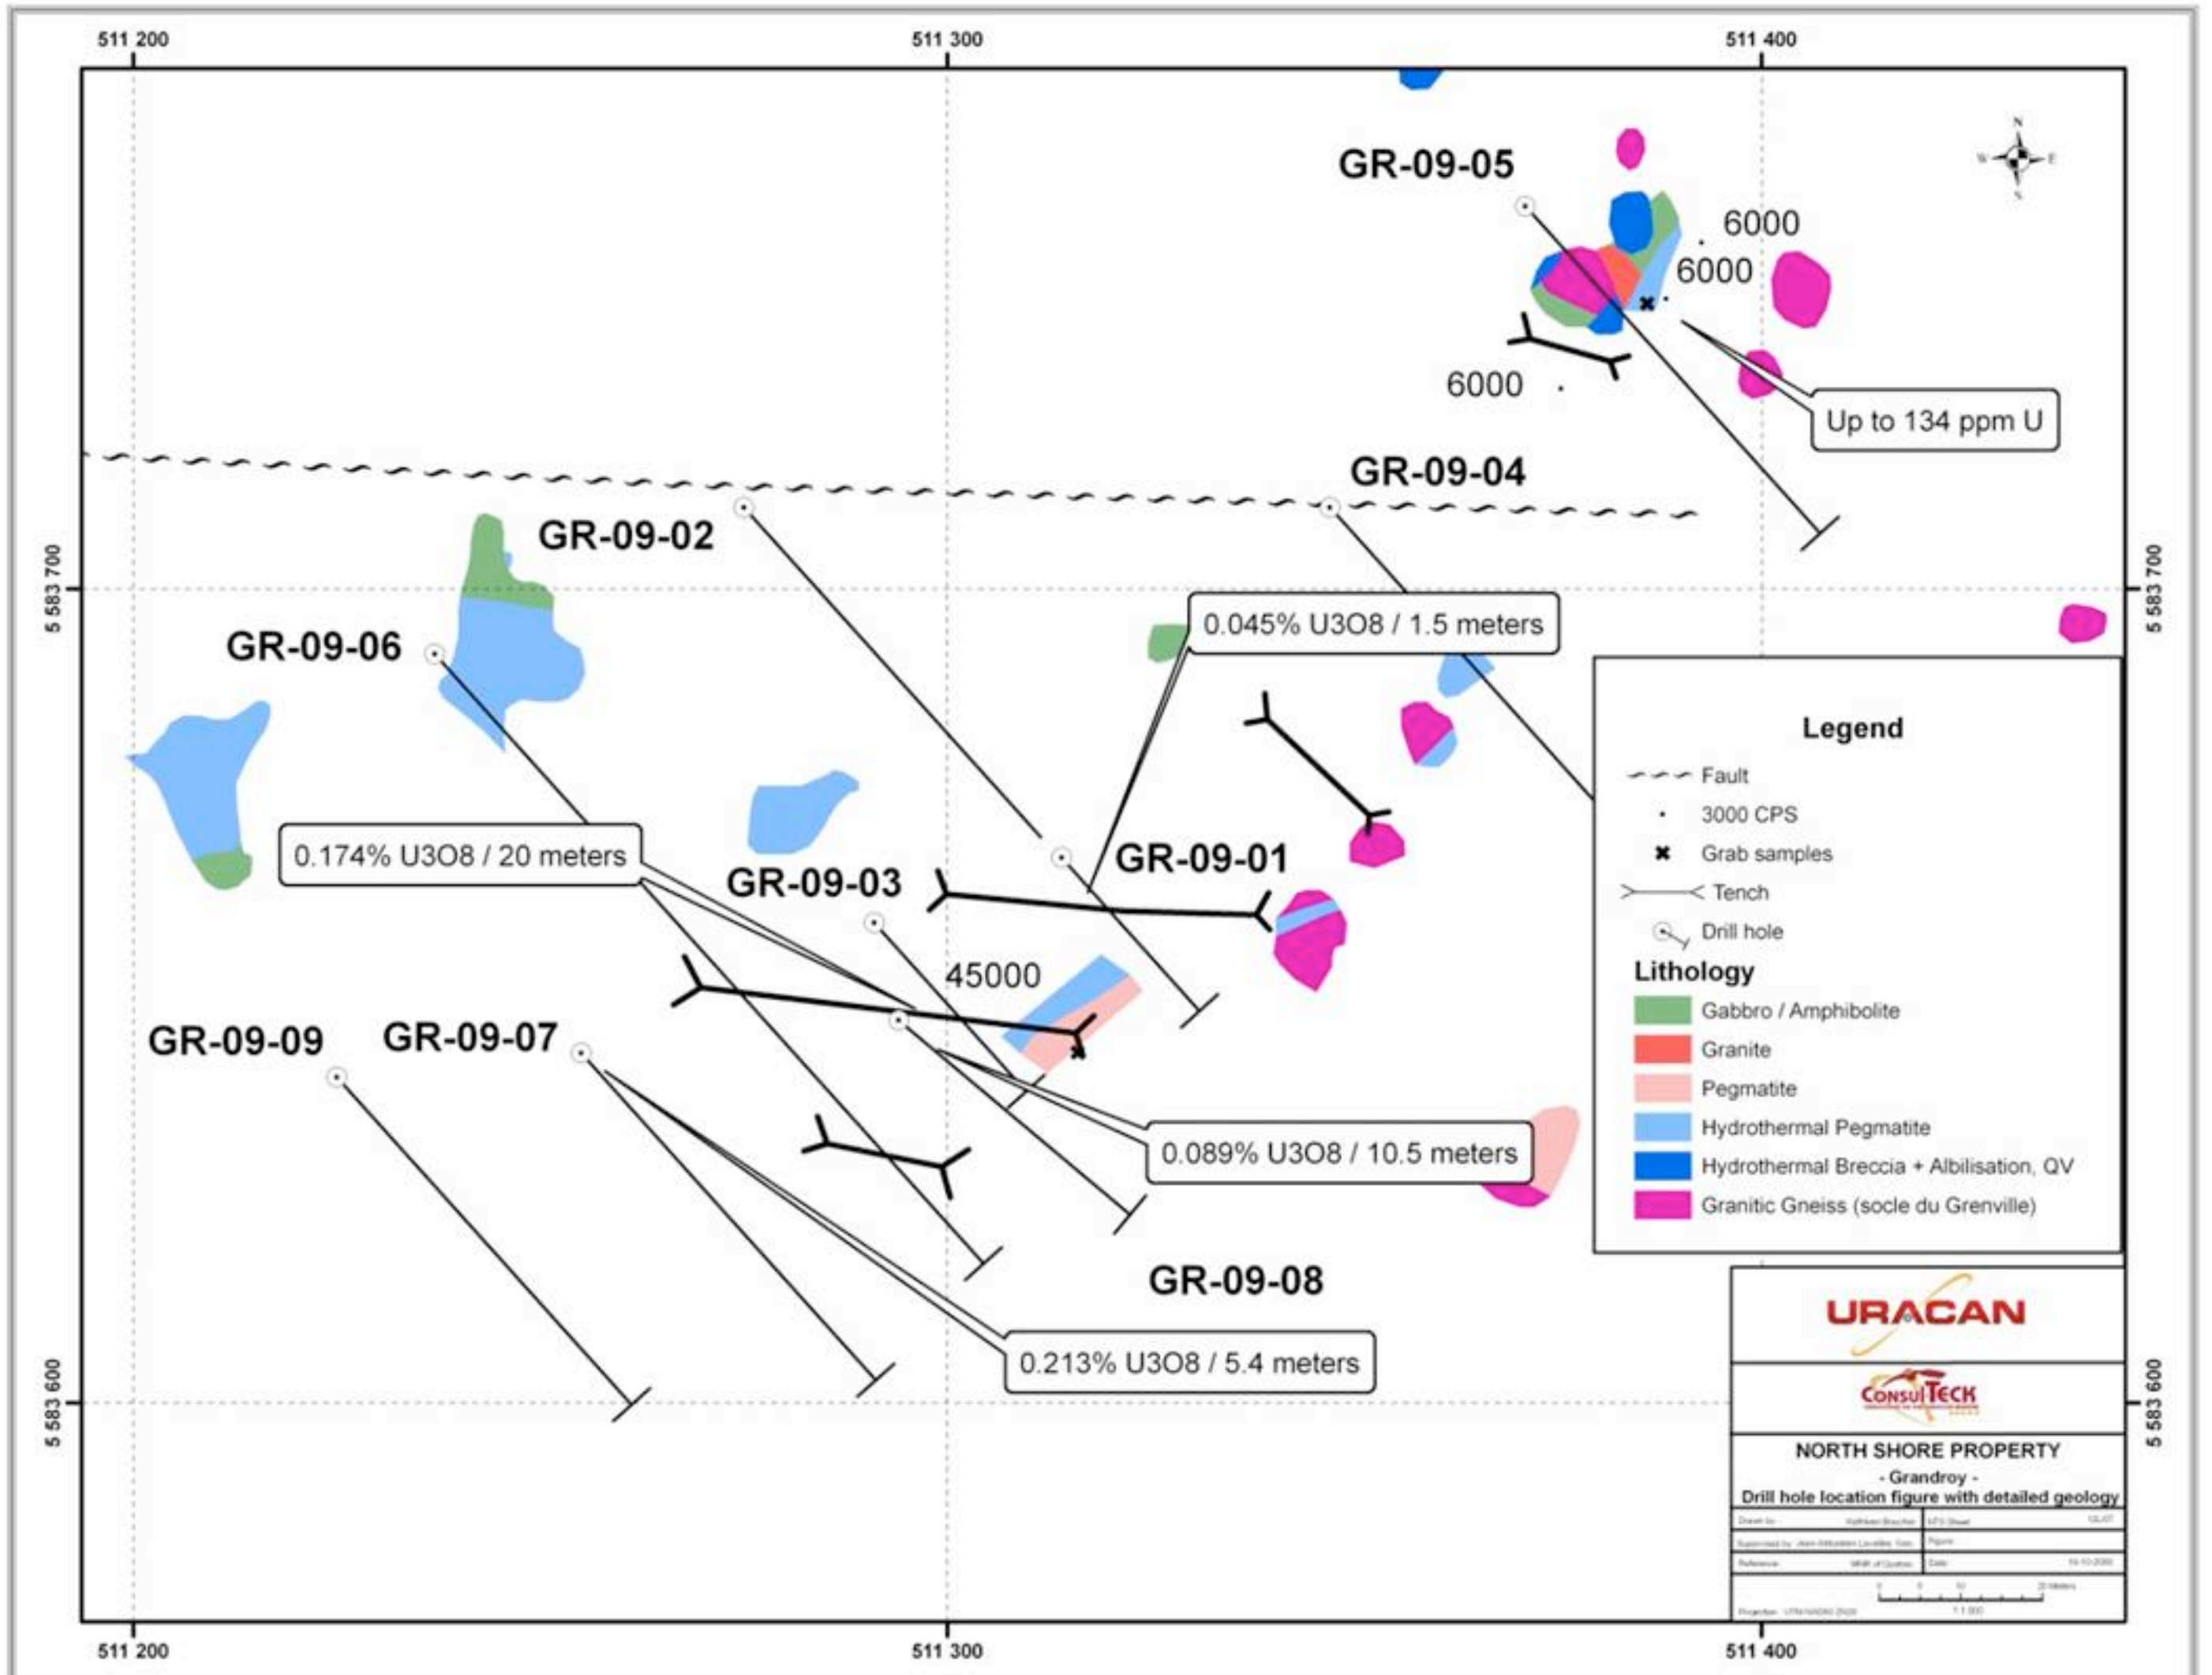 511 200
511 300
511 400
N
W
E
S
GR-09-05
6000
6000
6000
Up to 134 ppm U
GR-09-04
GR-09-02
5 583 700
5 583 700
0.045% U3O8 / 1.5 meters
GR-09-06
Legend
Fault
3000 CPS
Grab samples
Tench
Drill hole
Lithology
Gabbro / Amphibolite
Granite
Pegmatite
Hydrothermal Pegmatite
Hydrothermal Breccia + Albilisation, QV
Granitic Gneiss (socle du Grenville)
0.174% U3O8 / 20 meters
GR-09-01
GR-09-03
45000
GR-09-09
GR-09-07
0.089% U3O8 / 10.5 meters
GR-09-08
0.213% U3O8 / 5.4 meters
5 583 600
5 583 600
URACAN
CONSULTECK
NORTH SHORE PROPERTY
- Grandroy -
Drill hole location figure with detailed geology
Drawn by :
Figure
Reference:
Date:
511 200
511 300
511 400